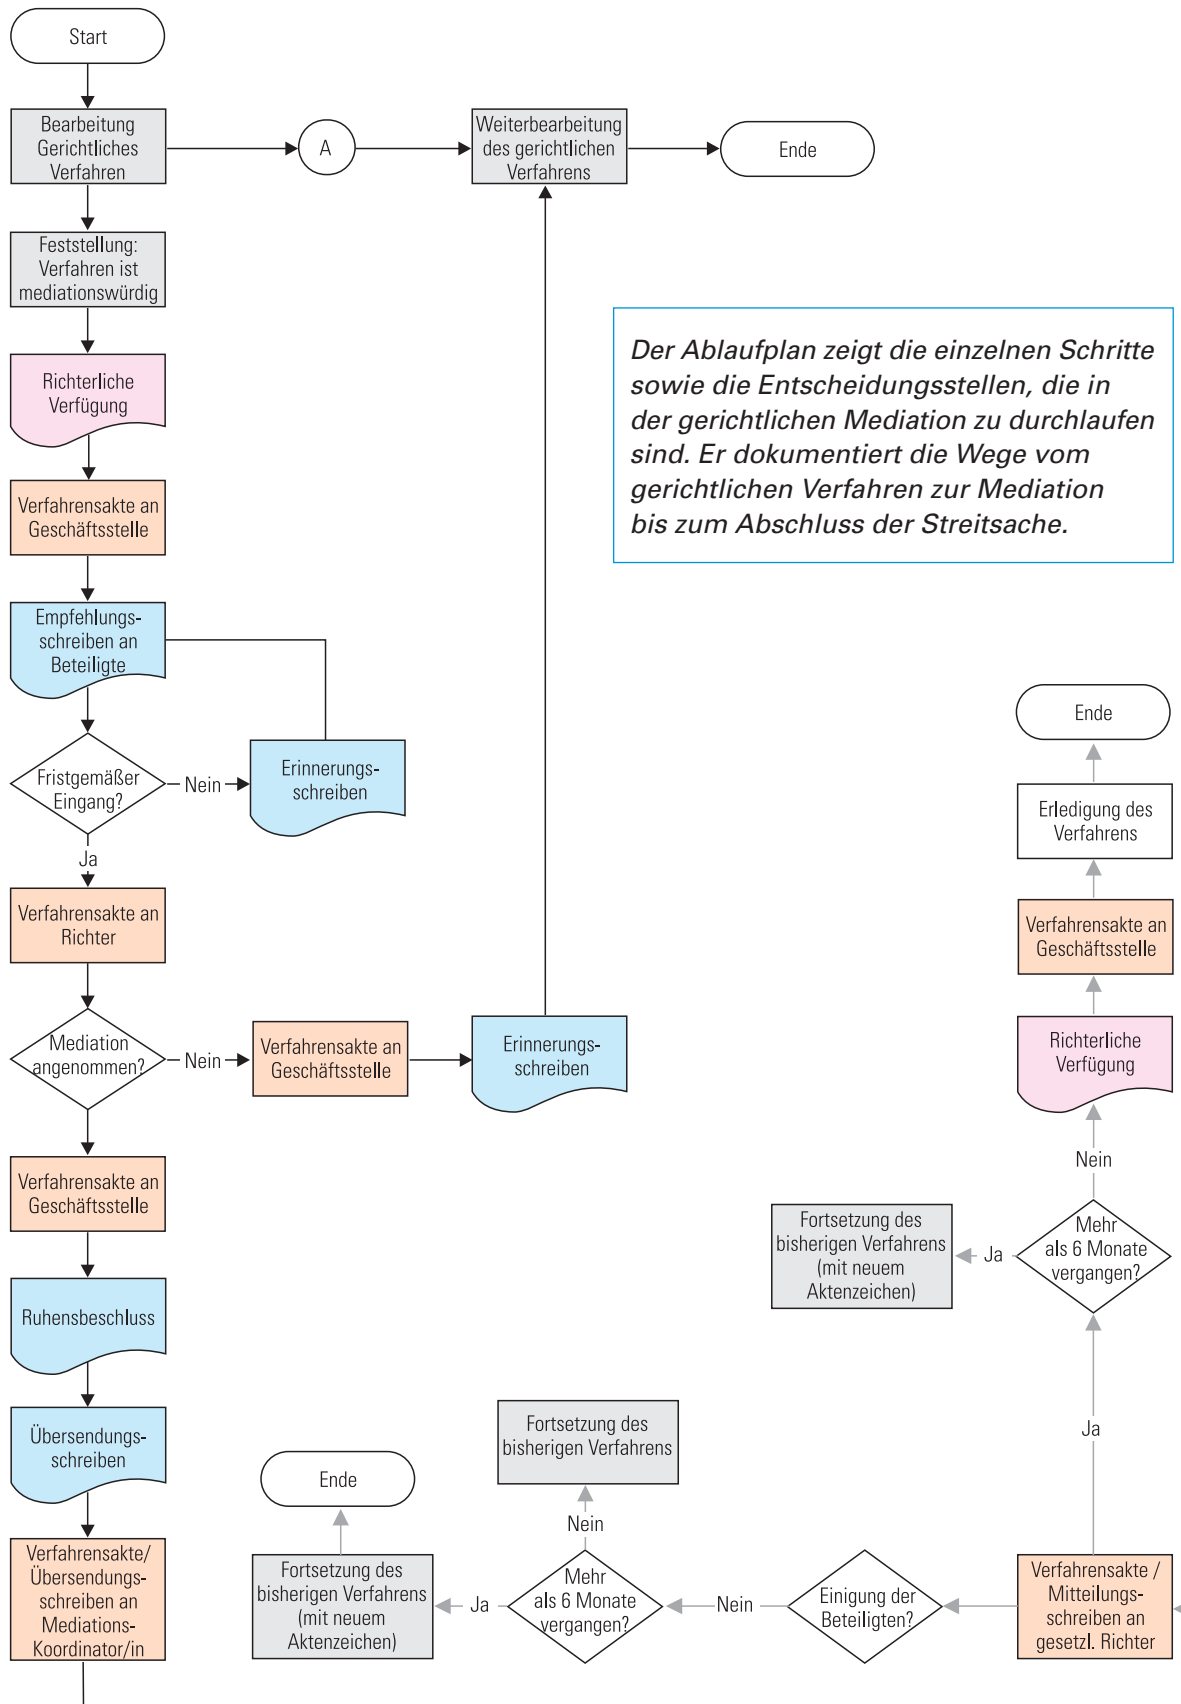 Start
Bearbeitung
Gerichtliches
Verfahren
A
Weiterbearbeitung
des gerichtlichen
Verfahrens
Ende
Feststellung:
Verfahren ist
mediationswürdig
Richterliche
Verfügung
Verfahrensakte an
Geschäftsstelle
Empfehlungs-
schreiben an
Beteiligte
Fristgemäßer
Eingang?
Nein
Erinnerungs-
schreiben
Ja
Verfahrensakte an
Richter
Mediation
angenommen?
Nein
Verfahrensakte an
Geschäftsstelle
Erinnerungs-
schreiben
Verfahrensakte an
Geschäftsstelle
Ruhensbeschluss
Übersendungs-
schreiben
Verfahrensakte/
Übersendungs-
schreiben an
Mediations-
Koordinator/in
Der Ablaufplan zeigt die einzelnen Schritte
sowie die Entscheidungsstellen, die in
der gerichtlichen Mediation zu durchlaufen
sind. Er dokumentiert die Wege vom
gerichtlichen Verfahren zur Mediation
bis zum Abschluss der Streitsache.
Ende
Erledigung des
Verfahrens
Verfahrensakte an
Geschäftsstelle
Richterliche
Verfügung
Nein
Mehr
als 6 Monate
vergangen?
Ja
Fortsetzung des
bisherigen Verfahrens
(mit neuem
Aktenzeichen)
Ja
Verfahrensakte /
Mitteilungs-
schreiben an
gesetzl. Richter
Einigung der
Beteiligten?
Nein
Mehr
als 6 Monate
vergangen?
Nein
Fortsetzung des
bisherigen Verfahrens
Ja
Fortsetzung des
bisherigen Verfahrens
(mit neuem
Aktenzeichen)
Ende